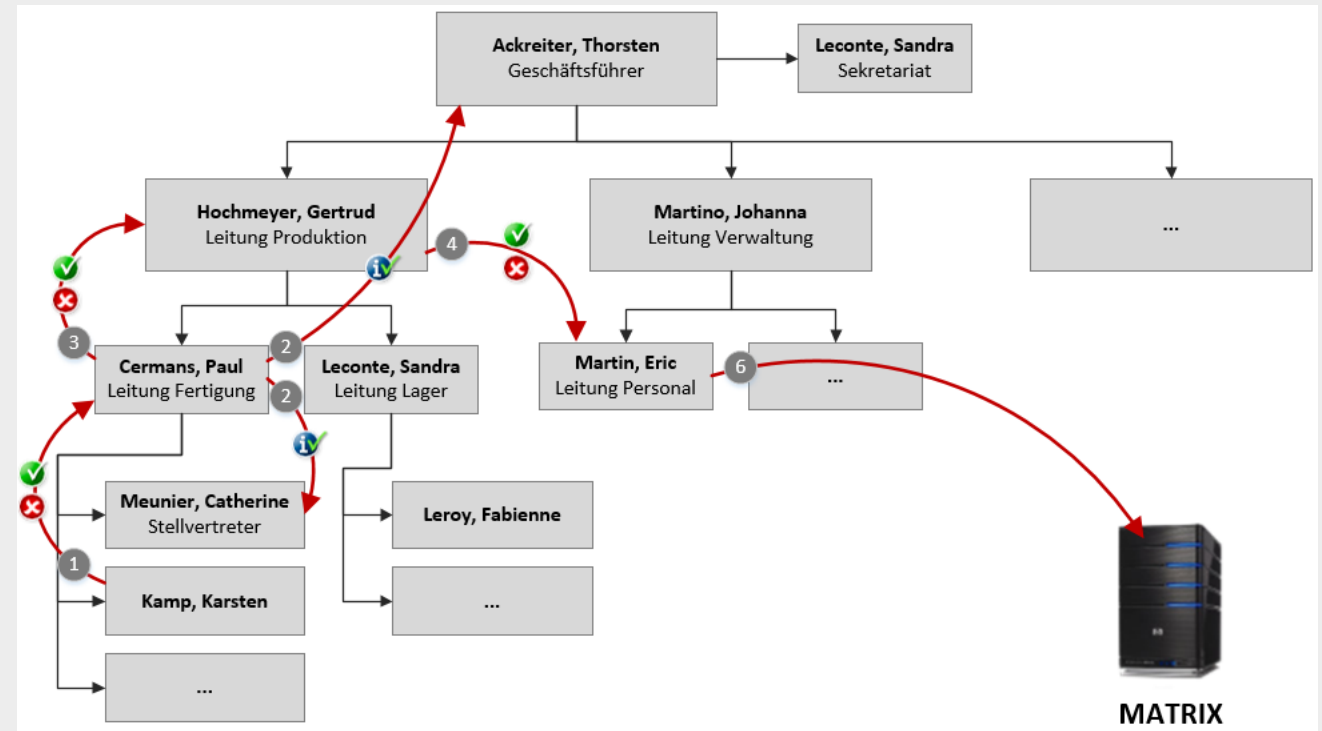 Ackreiter, Thorsten
Geschäftsführer
Leconte, Sandra
Sekretariat
Hochmeyer, Gertrud
Leitung Produktion
Martino, Johanna
Leitung Verwaltung
...
4
3
2
Cermans, Paul
Leitung Fertigung
Leconte, Sandra
Leitung Lager
Martin, Eric
Leitung Personal
6
...
2
Meunier, Catherine
Stellvertreter
Leroy, Fabienne
1
Kamp, Karsten
...
...
hp
MATRIX